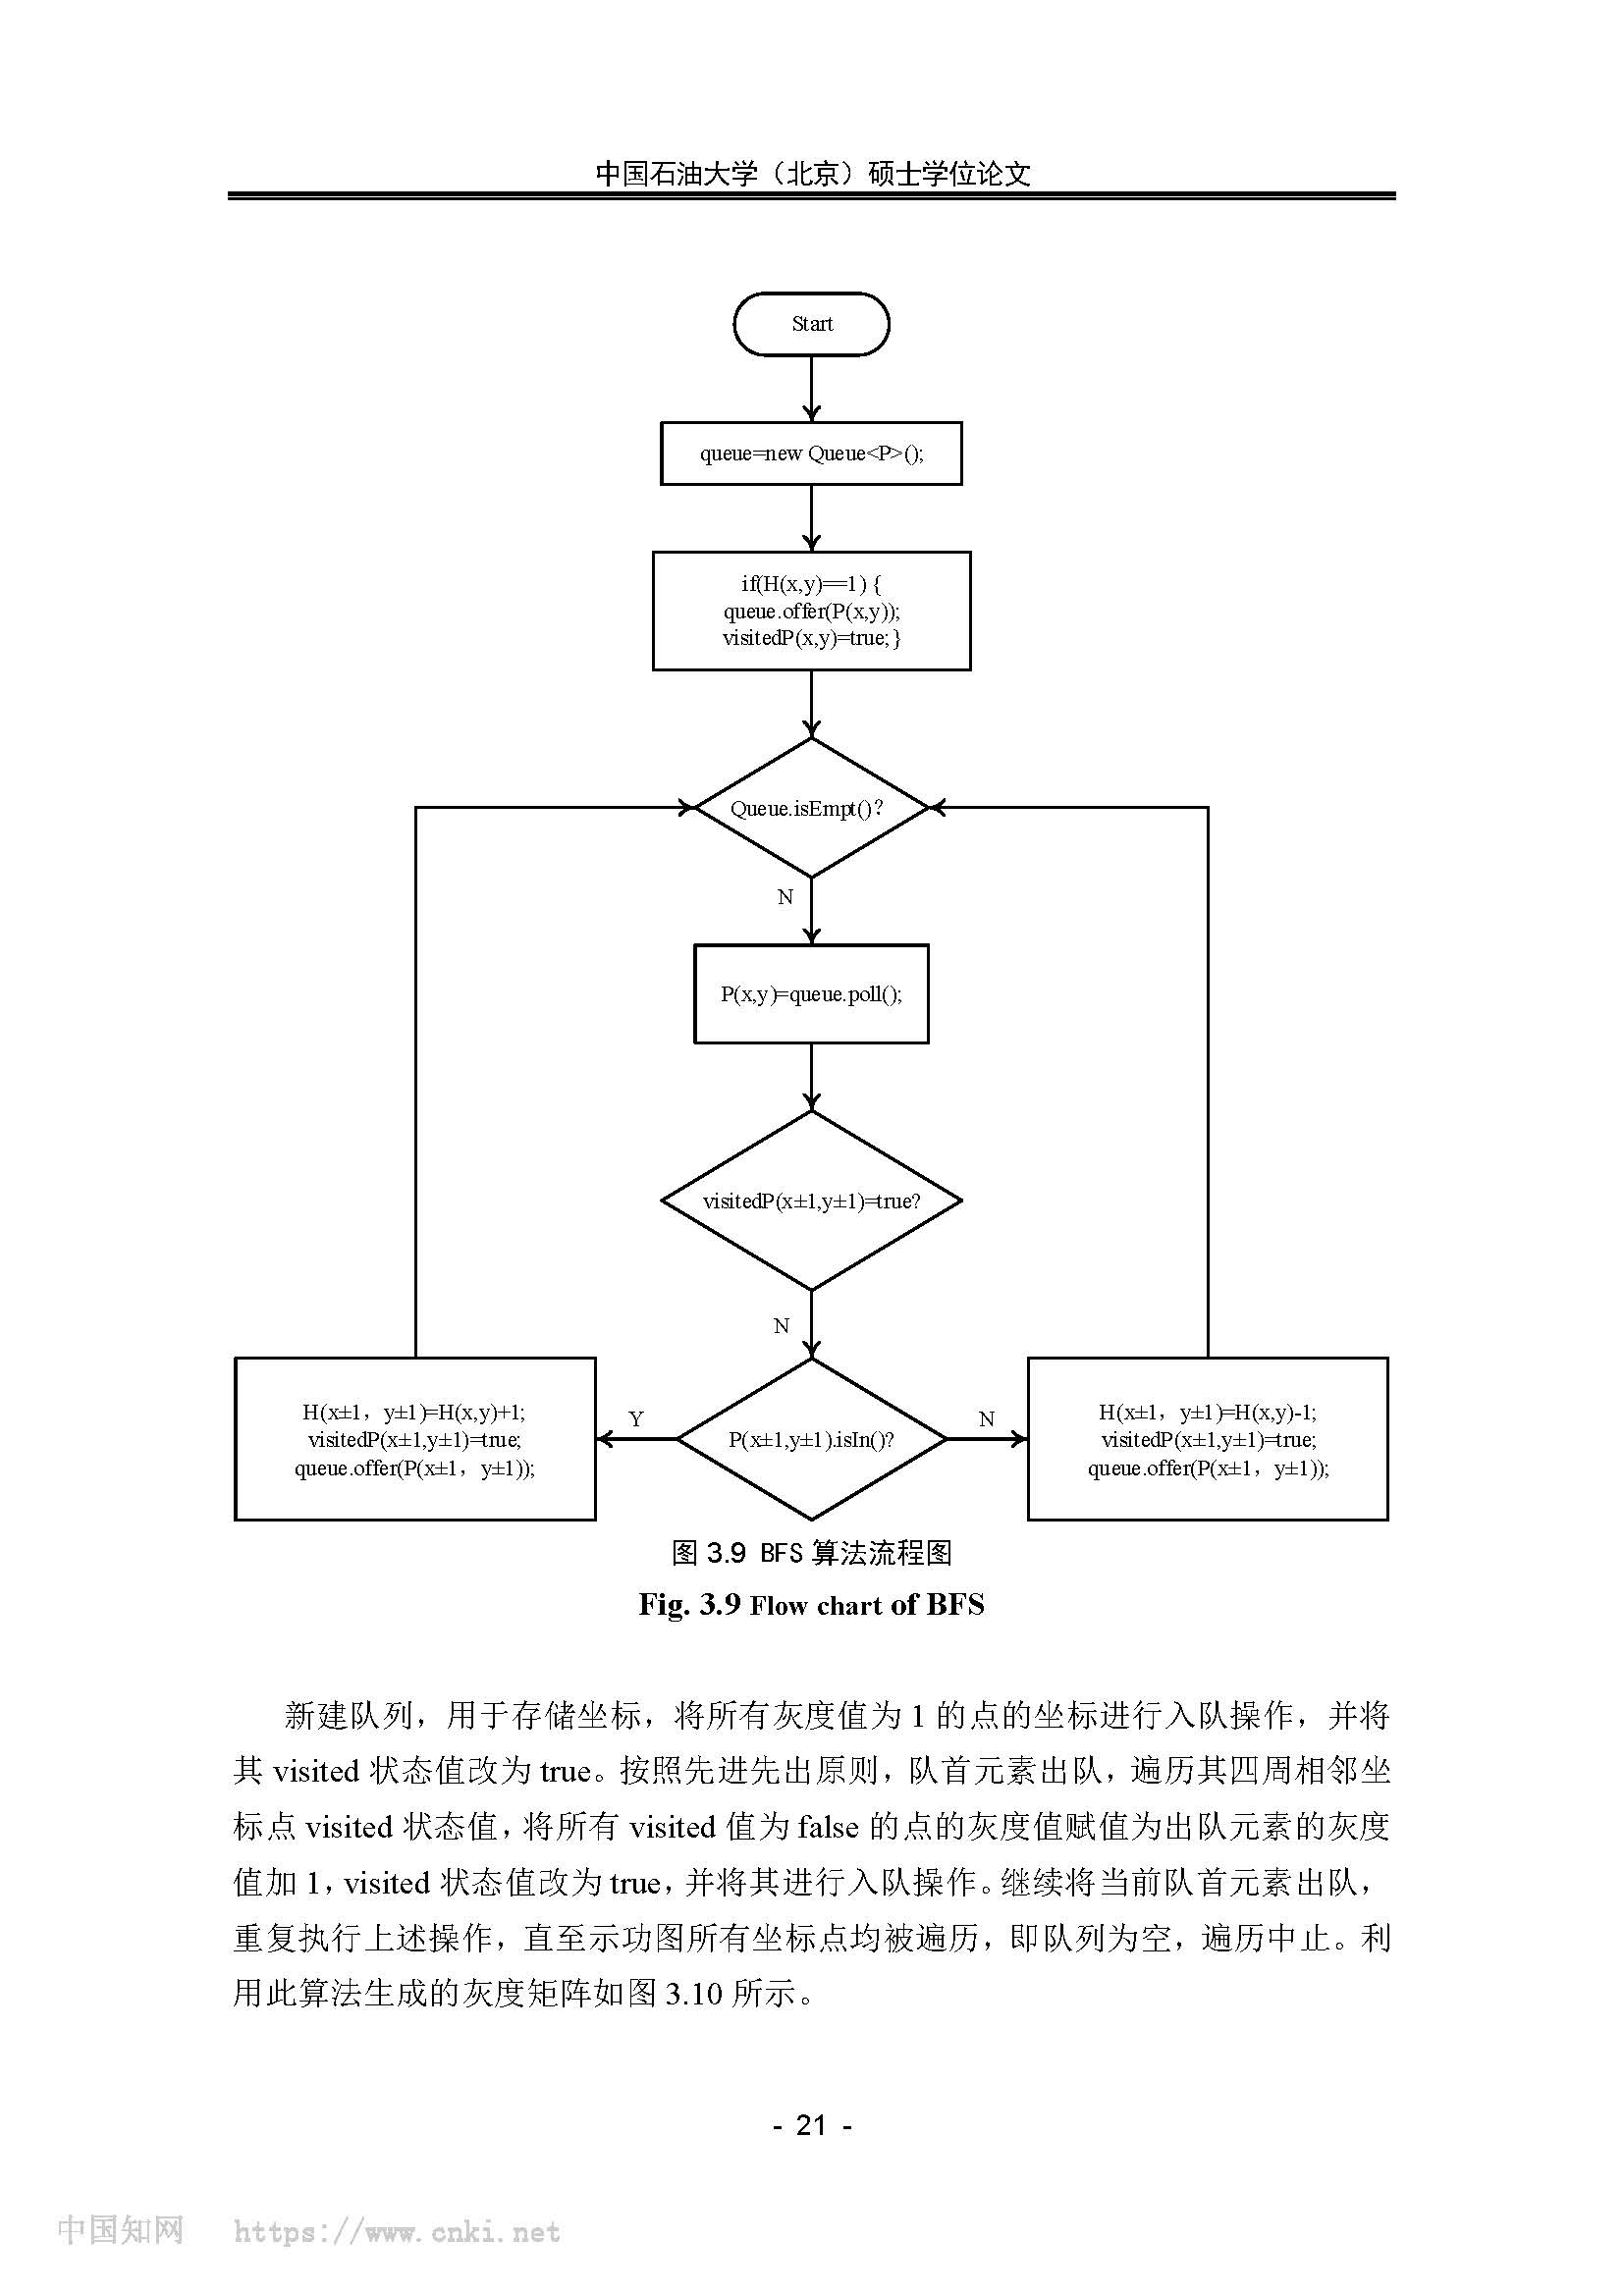 中国石油大学（北京）硕士学位论文
Start
queue=new Queue<P>();
if(H(x,y)==1) {
queue.offer(P(x,y));
visitedP(x,y)=true;}
Queue.isEmpt()?
N
P(x,y)=queue.poll();
visitedP(x±1,y±1)=true?
N
H(x±1，y±1)=H(x,y)+1;
visitedP(x±1,y±1)=true;
queue.offer(P(x±1，y±1));
Y
P(x±1,y±1).isIn()?
N
H(x±1，y±1)=H(x,y)-1;
visitedP(x±1,y±1)=true;
queue.offer(P(x±1，y±1));
图 3.9 BFS 算法流程图
Fig. 3.9 Flow chart of BFS
新建队列，用于存储坐标，将所有灰度值为 1 的点的坐标进行入队操作，并将
其 visited 状态值改为 true。按照先进先出原则，队首元素出队，遍历其四周相邻坐
标点 visited 状态值，将所有 visited 值为 false 的点的灰度值赋值为出队元素的灰度
值加 1，visited 状态值改为 true，并将其进行入队操作。继续将当前队首元素出队，
重复执行上述操作，直至示功图所有坐标点均被遍历，即队列为空，遍历中止。利
用此算法生成的灰度矩阵如图 3.10 所示。
- 21 -
中国知网 https://www.cnki.net